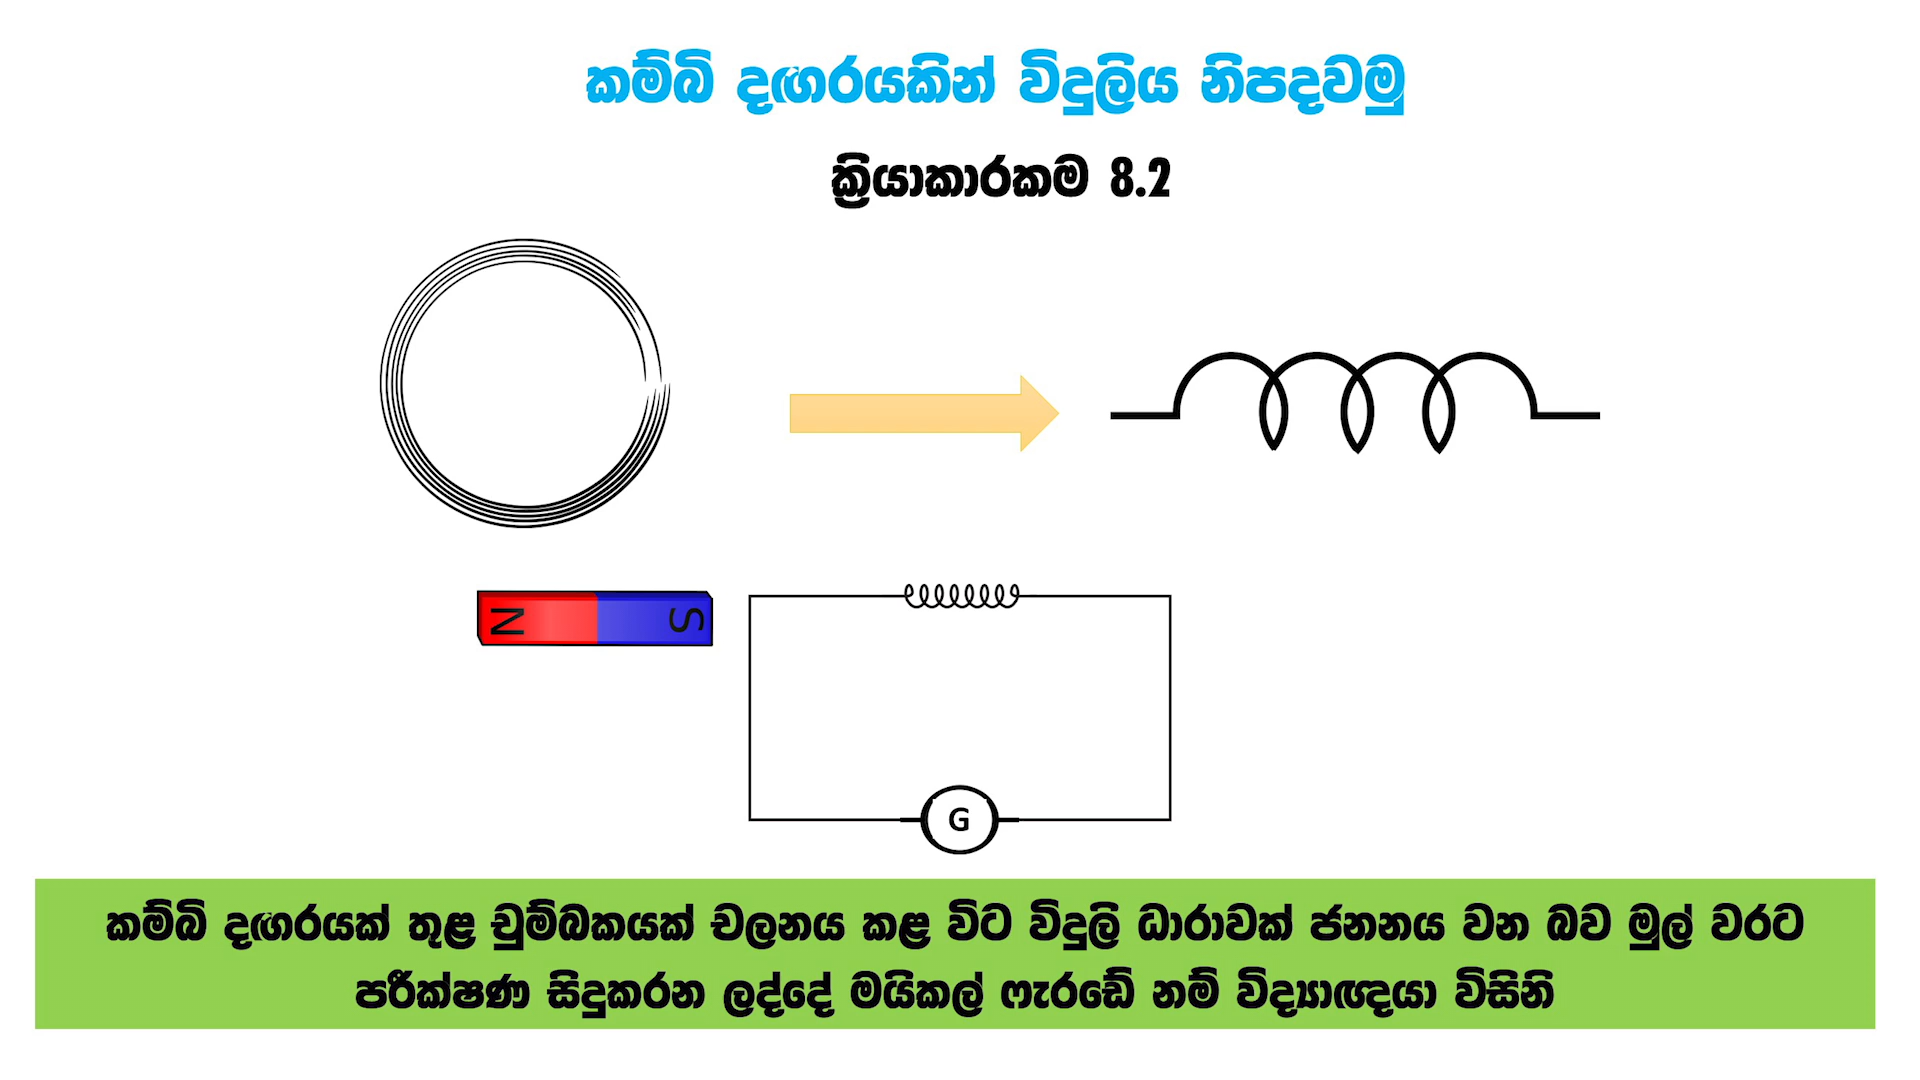 කම්බි දඟරයකින් විදුලිය නිපදවමු
ක්‍රියාකාරකම 8.2
N S
G
කම්බි දඟරයක් තුළ චුම්බකයක් චලනය කළ විට විදුලි ධාරාවක් ජනනය වන බව මුල් වරට
පරීක්ෂණ සිදුකරන ලද්දේ මයිකල් ෆැරඩේ නම් විද්‍යාඥයා විසිනි